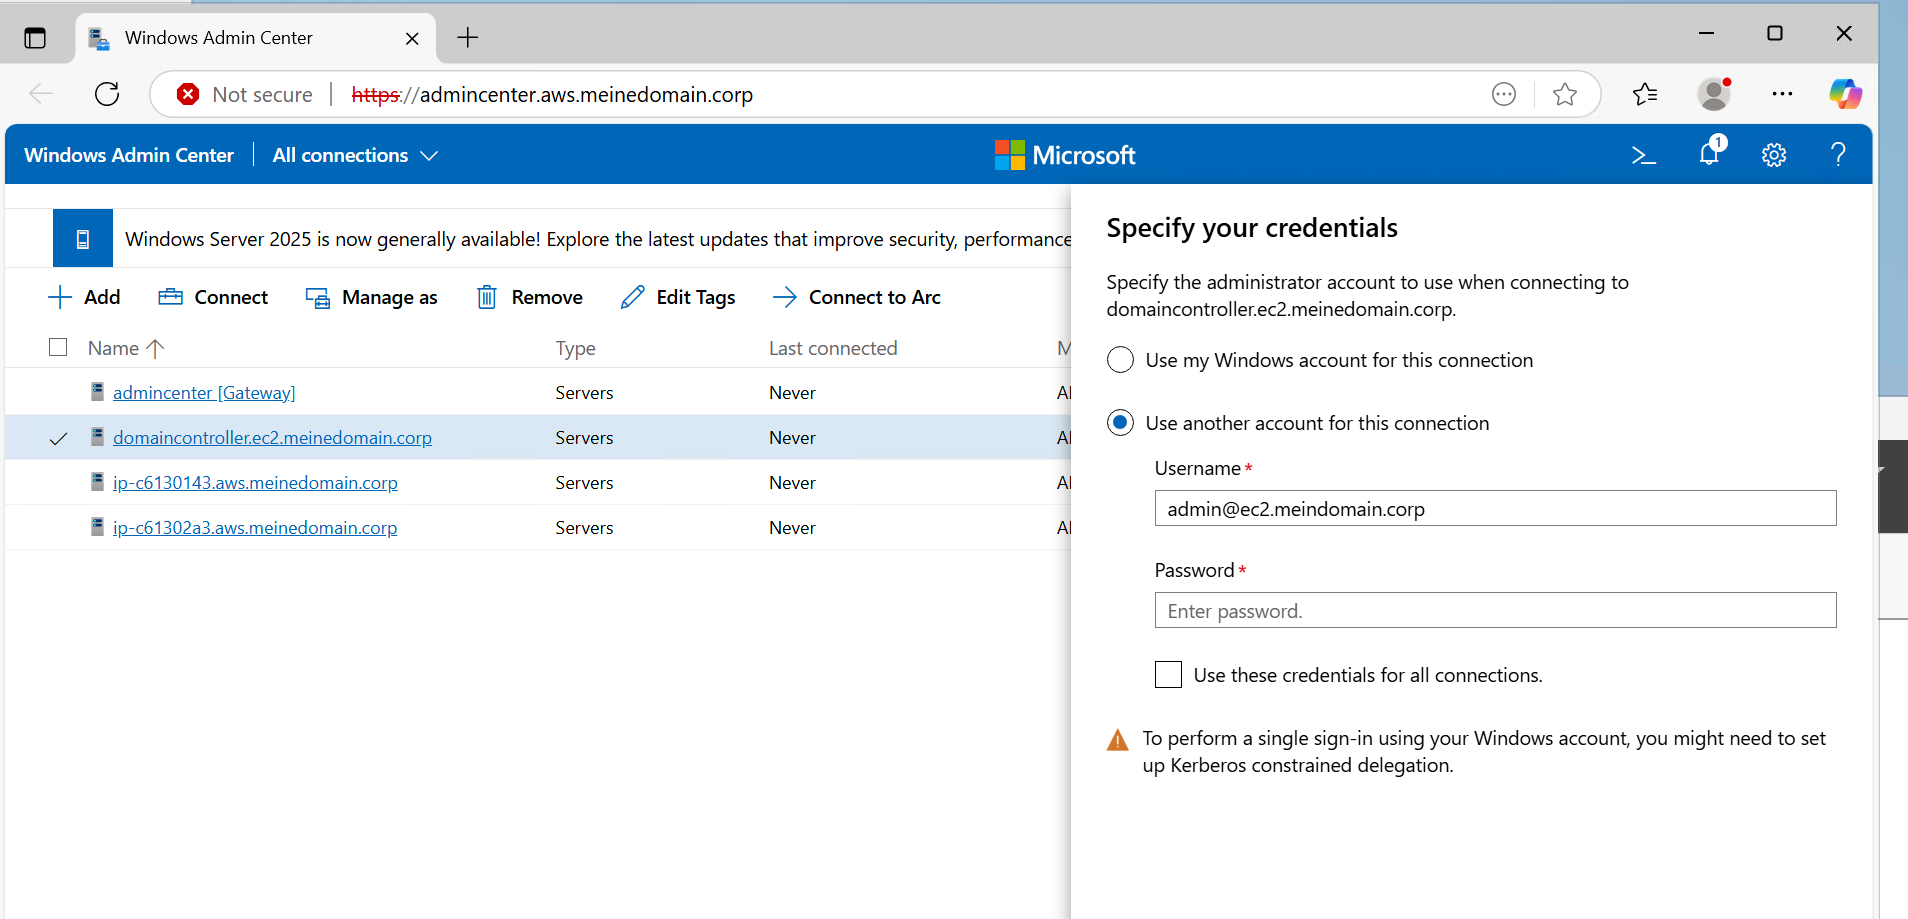 Windows Admin Center
Not secure | https://admincenter.aws.meinedomain.corp
Windows Admin Center | All connections
Microsoft
1
Windows Server 2025 is now generally available! Explore the latest updates that improve security, performance
Add Connect Manage as Remove Edit Tags Connect to Arc
Name Type Last connected M
admincenter [Gateway] Servers Never
domaincontroller.ec2.meinedomain.corp Servers Never
ip-c6130143.aws.meinedomain.corp Servers Never
ip-c61302a3.aws.meinedomain.corp Servers Never
Specify your credentials
Specify the administrator account to use when connecting to
domaincontroller.ec2.meinedomain.corp.
Use my Windows account for this connection
Use another account for this connection
Username*
admin@ec2.meindomain.corp
Password*
Enter password.
Use these credentials for all connections.
To perform a single sign-in using your Windows account, you might need to set
up Kerberos constrained delegation.